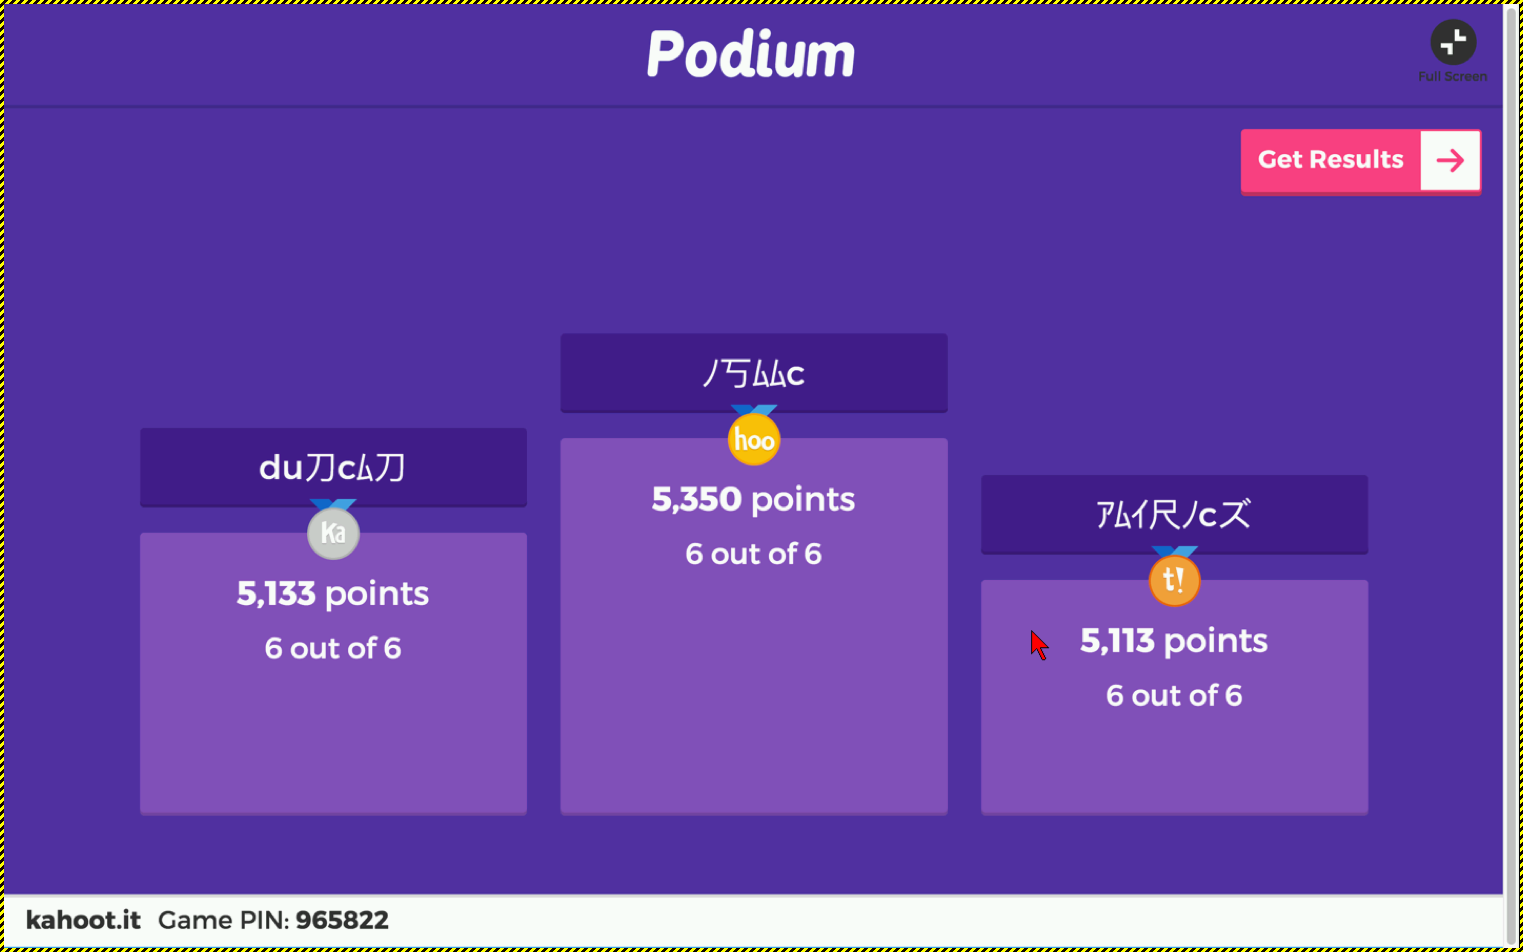 Podium
Full Screen
Get Results
ノ丂ムムc
hoo
5,350 points
6 out of 6
du刀cム刀
Ka
5,133 points
6 out of 6
アムイ尺ノcズ
t!
5,113 points
6 out of 6
kahoot.it Game PIN: 965822